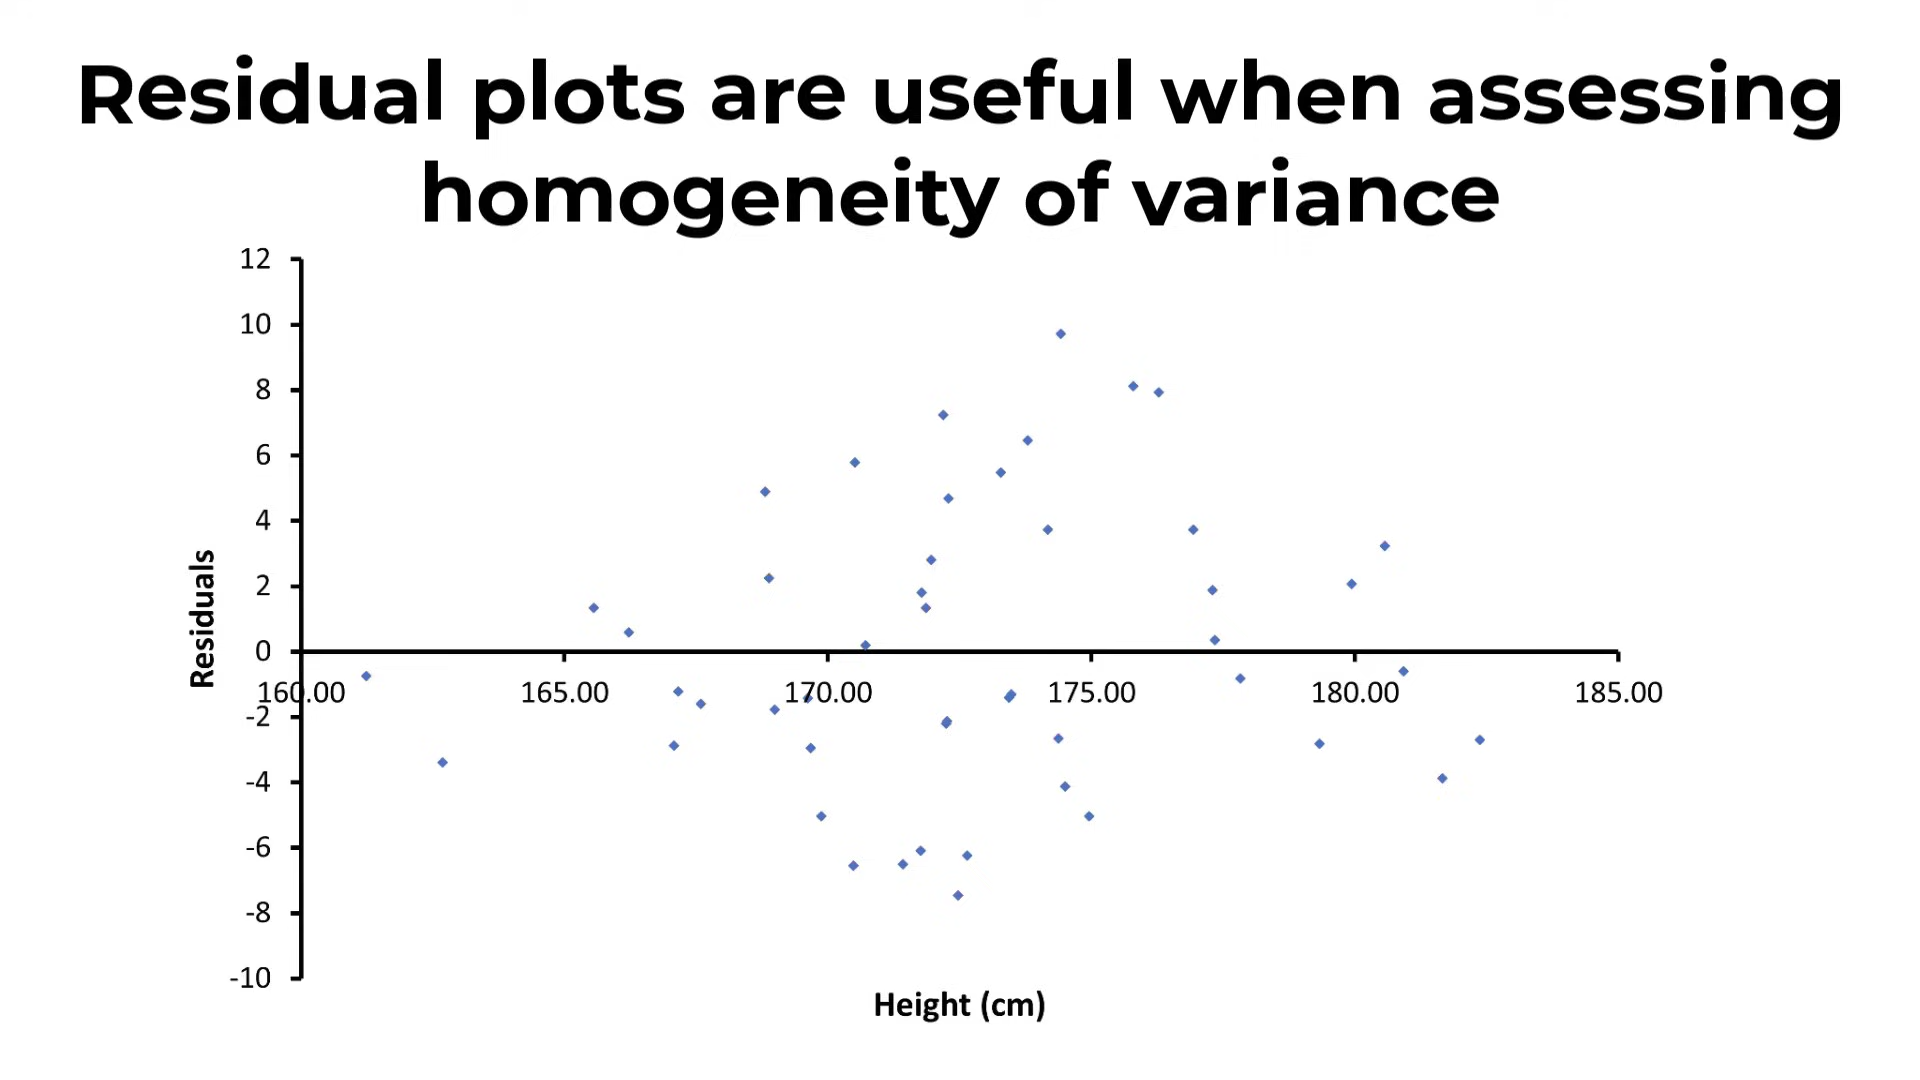 Residual plots are useful when assessing
homogeneity of variance
12
10
8
6
4
2
0
-2
-4
-6
-8
-10
Residuals
160.00 165.00 170.00 175.00 180.00 185.00
Height (cm)